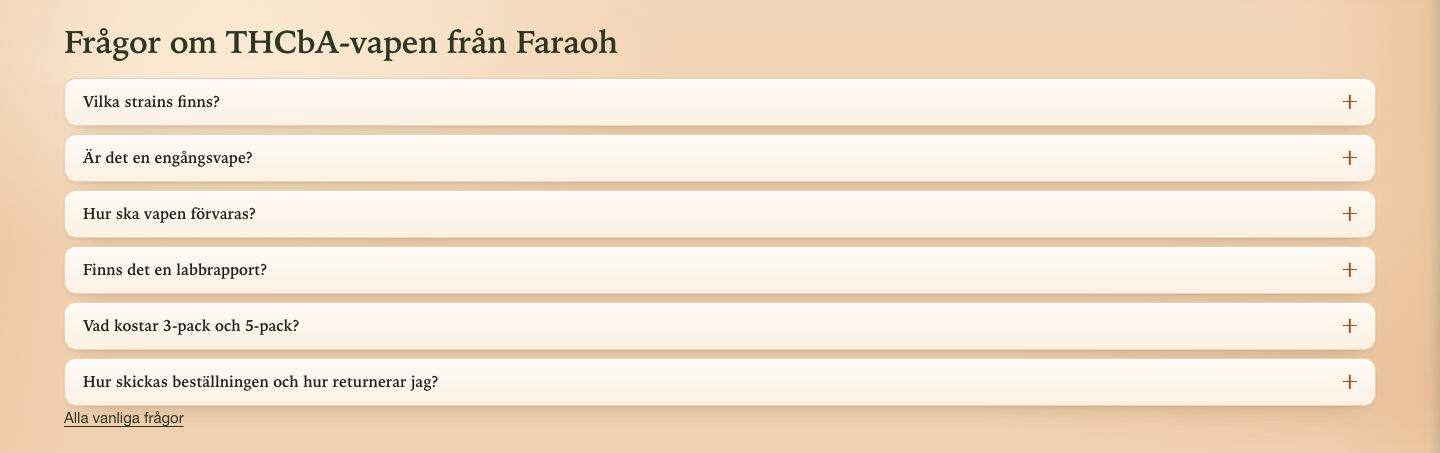 Frågor om THCbA-vapen från Faraoh
Vilka strains finns?
Är det en engångsvape?
Hur ska vapen förvaras?
Finns det en labbrapport?
Vad kostar 3-pack och 5-pack?
Hur skickas beställningen och hur returnerar jag?
Alla vanliga frågor